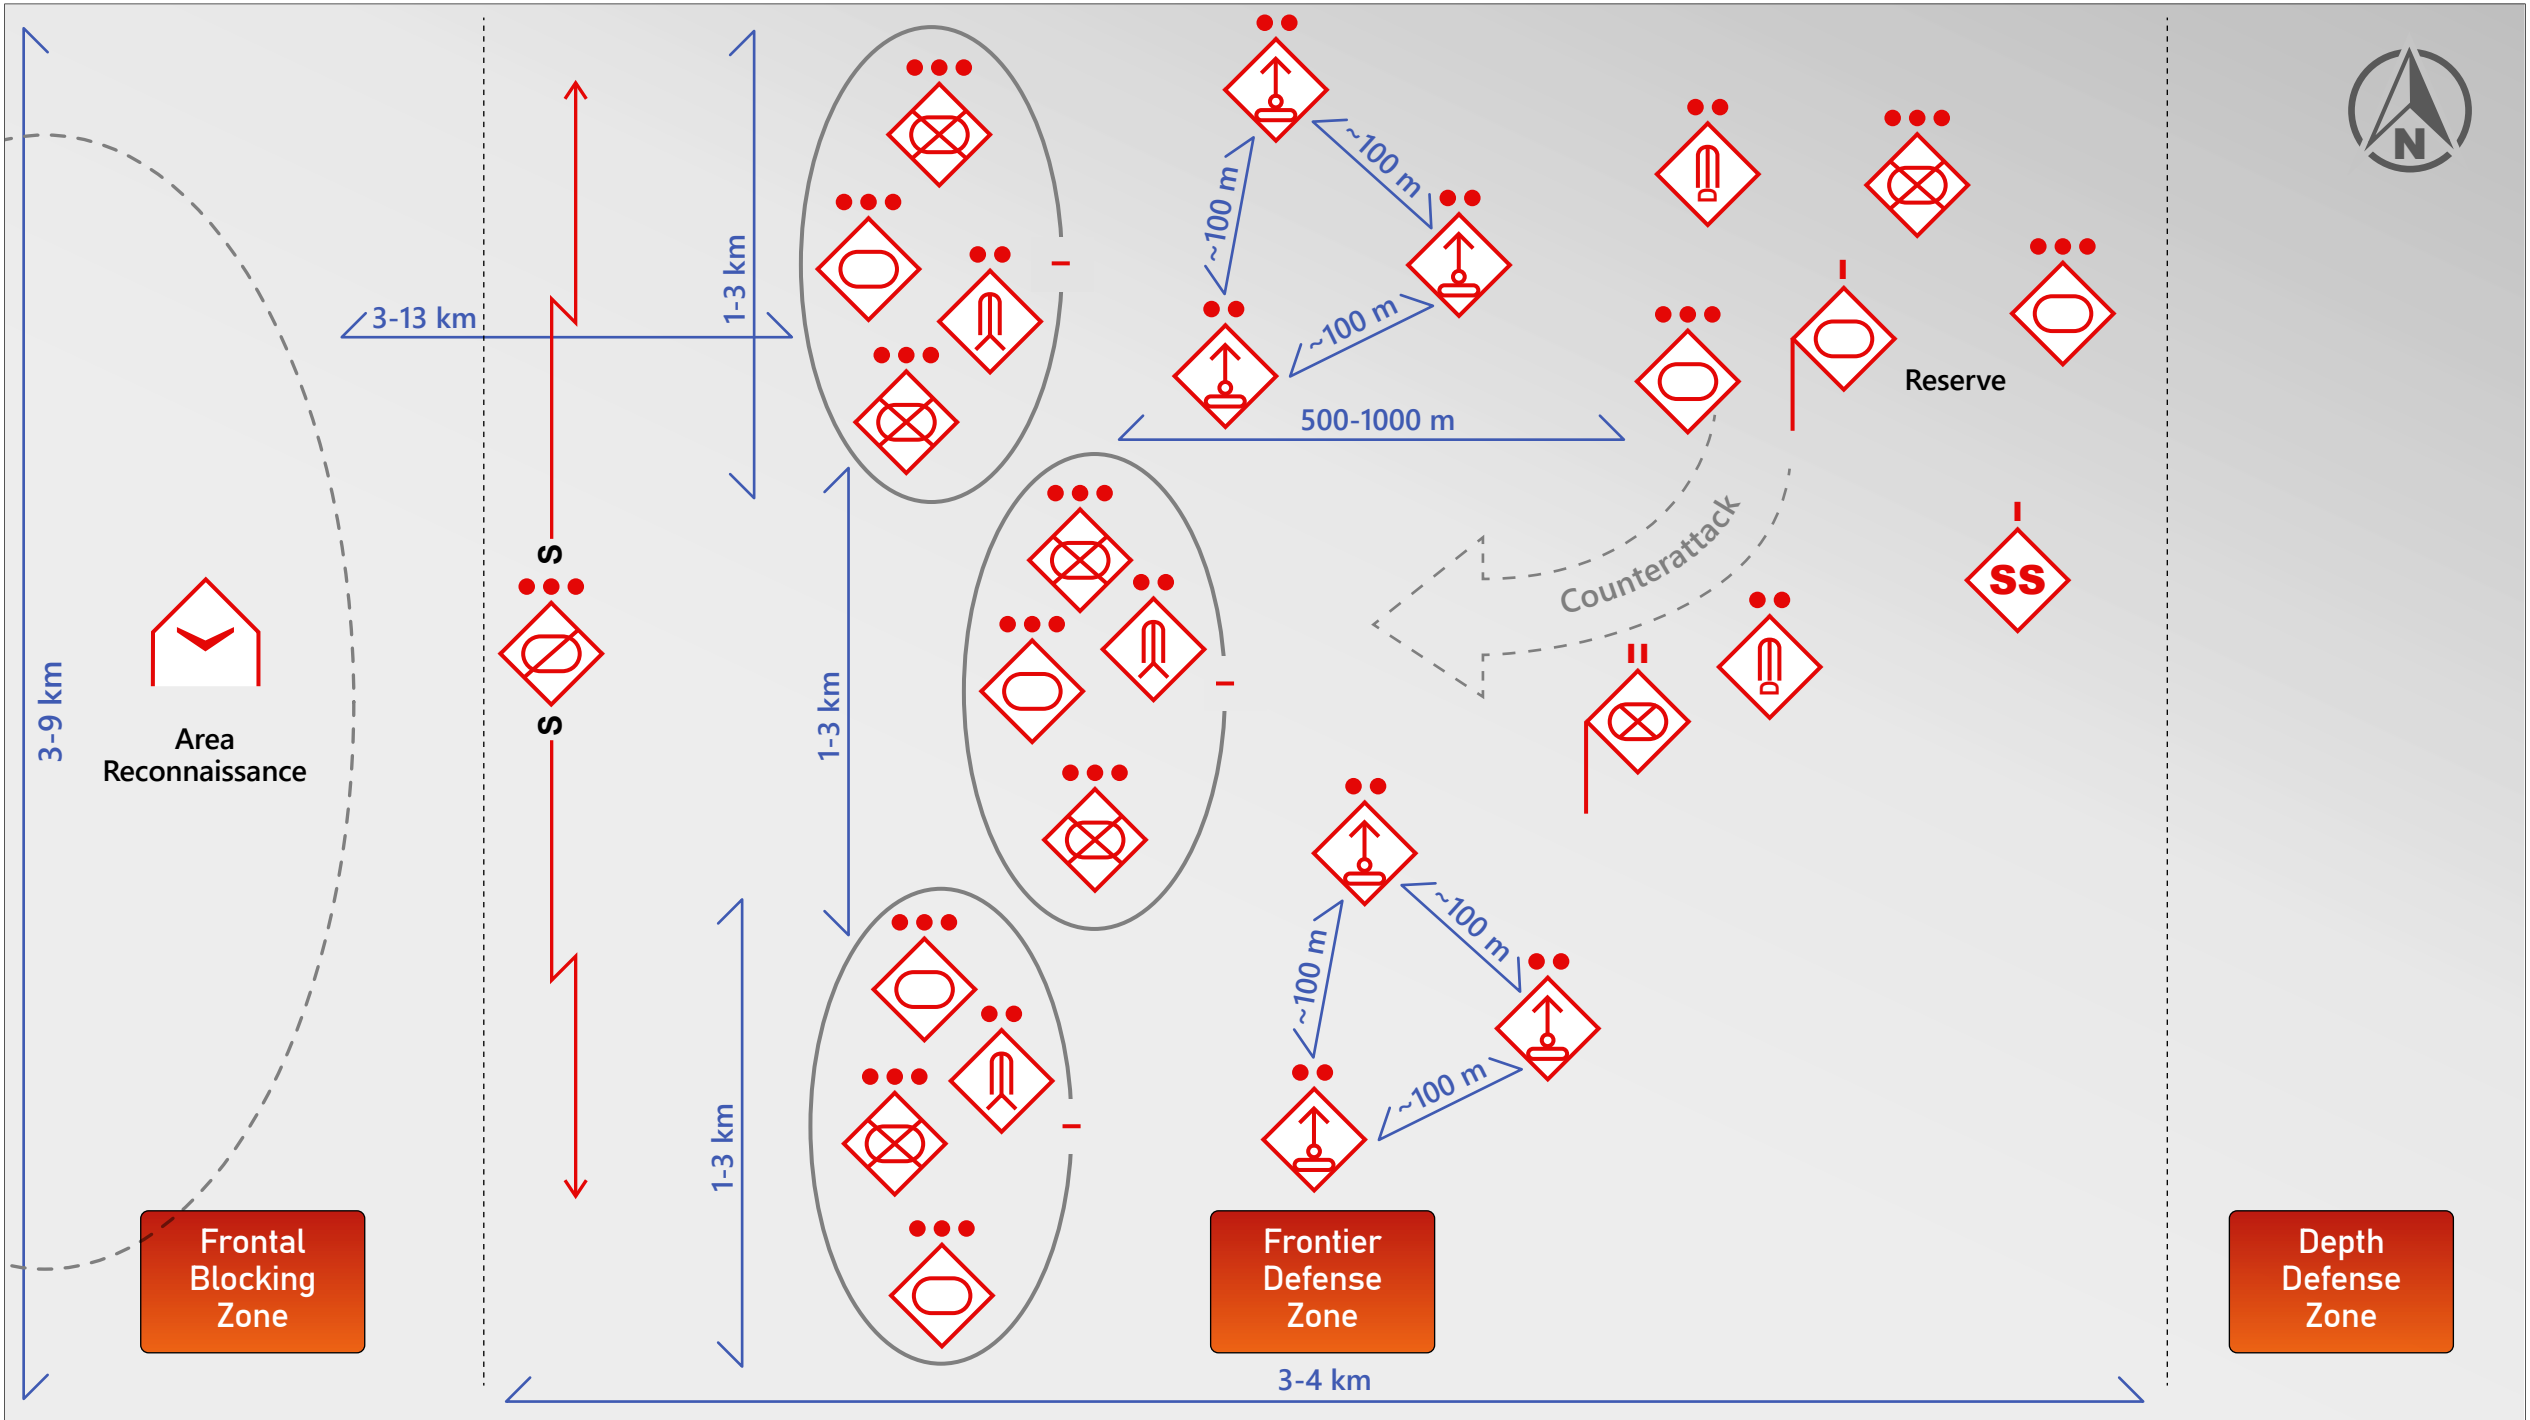 N
~100 m
~100 m
~100 m
3-13 km
1-3 km
500-1000 m
Reserve
S
Counterattack
SS
Area
Reconnaissance
3-9 km
S
1-3 km
~100 m
~100 m
~100 m
1-3 km
Frontal
Blocking
Zone
Frontier
Defense
Zone
Depth
Defense
Zone
3-4 km